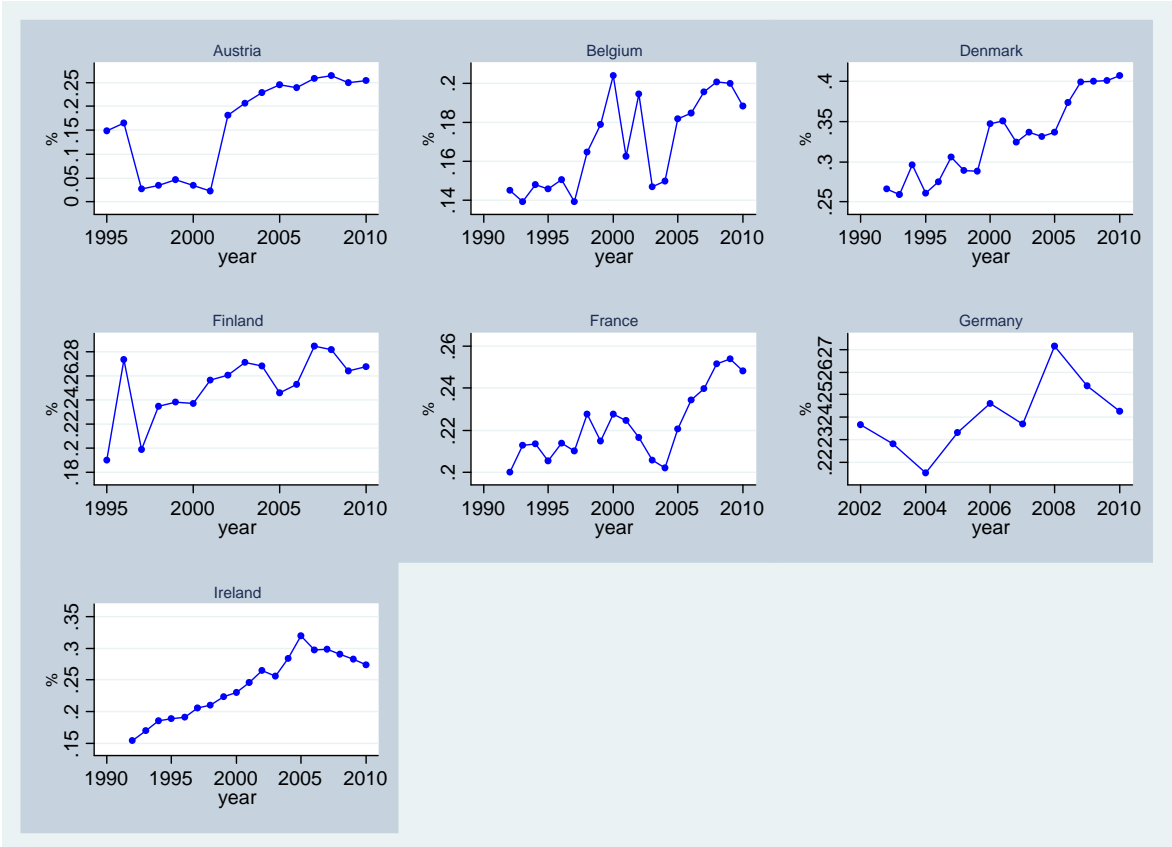 Austria
%
0 .05 .1 .15 .2 .25
1995 2000 2005 2010
year
Belgium
%
.14 .16 .18 .2
1990 1995 2000 2005 2010
year
Denmark
%
.25 .3 .35 .4
1990 1995 2000 2005 2010
year
Finland
%
.18 .2 .22 .24 .26 .28
1995 2000 2005 2010
year
France
%
.2 .22 .24 .26
1990 1995 2000 2005 2010
year
Germany
%
.22 .23 .24 .25 .26 .27
2002 2004 2006 2008 2010
year
Ireland
%
.15 .2 .25 .3 .35
1990 1995 2000 2005 2010
year